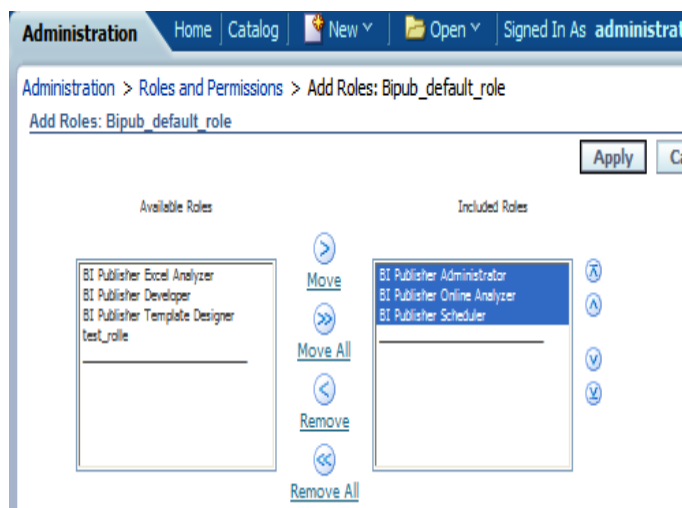 Administration Home Catalog New Open Signed In As
Administration > Roles and Permissions > Add Roles: Bipub_default_role
Add Roles: Bipub_default_role
Apply
Available Roles Included Roles
BI Publisher Excel Analyzer
BI Publisher Developer
BI Publisher Template Designer
test_rolle
Move
Move All
Remove
Remove All
BI Publisher Administrator
BI Publisher Online Analyzer
BI Publisher Scheduler